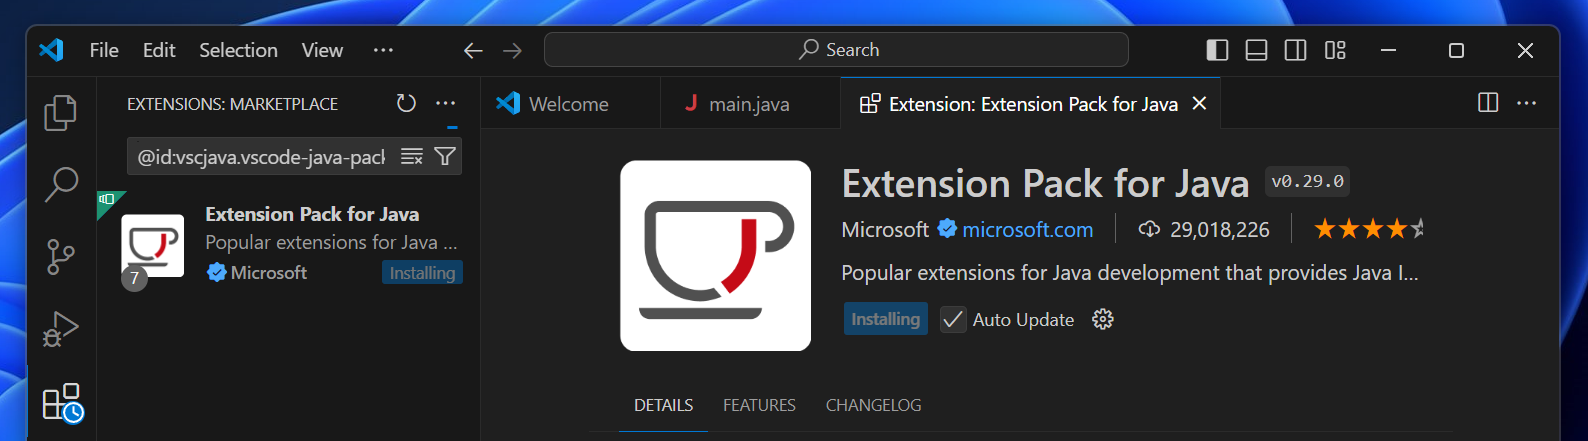 File Edit Selection View ··· Search
EXTENSIONS: MARKETPLACE
Welcome
main.java
Extension: Extension Pack for Java
@id:vscjava.vscode-java-pack
Extension Pack for Java
Popular extensions for Java ...
7
Microsoft
Installing
Extension Pack for Java v0.29.0
Microsoft microsoft.com 29,018,226
Popular extensions for Java development that provides Java I...
Installing Auto Update
DETAILS FEATURES CHANGELOG